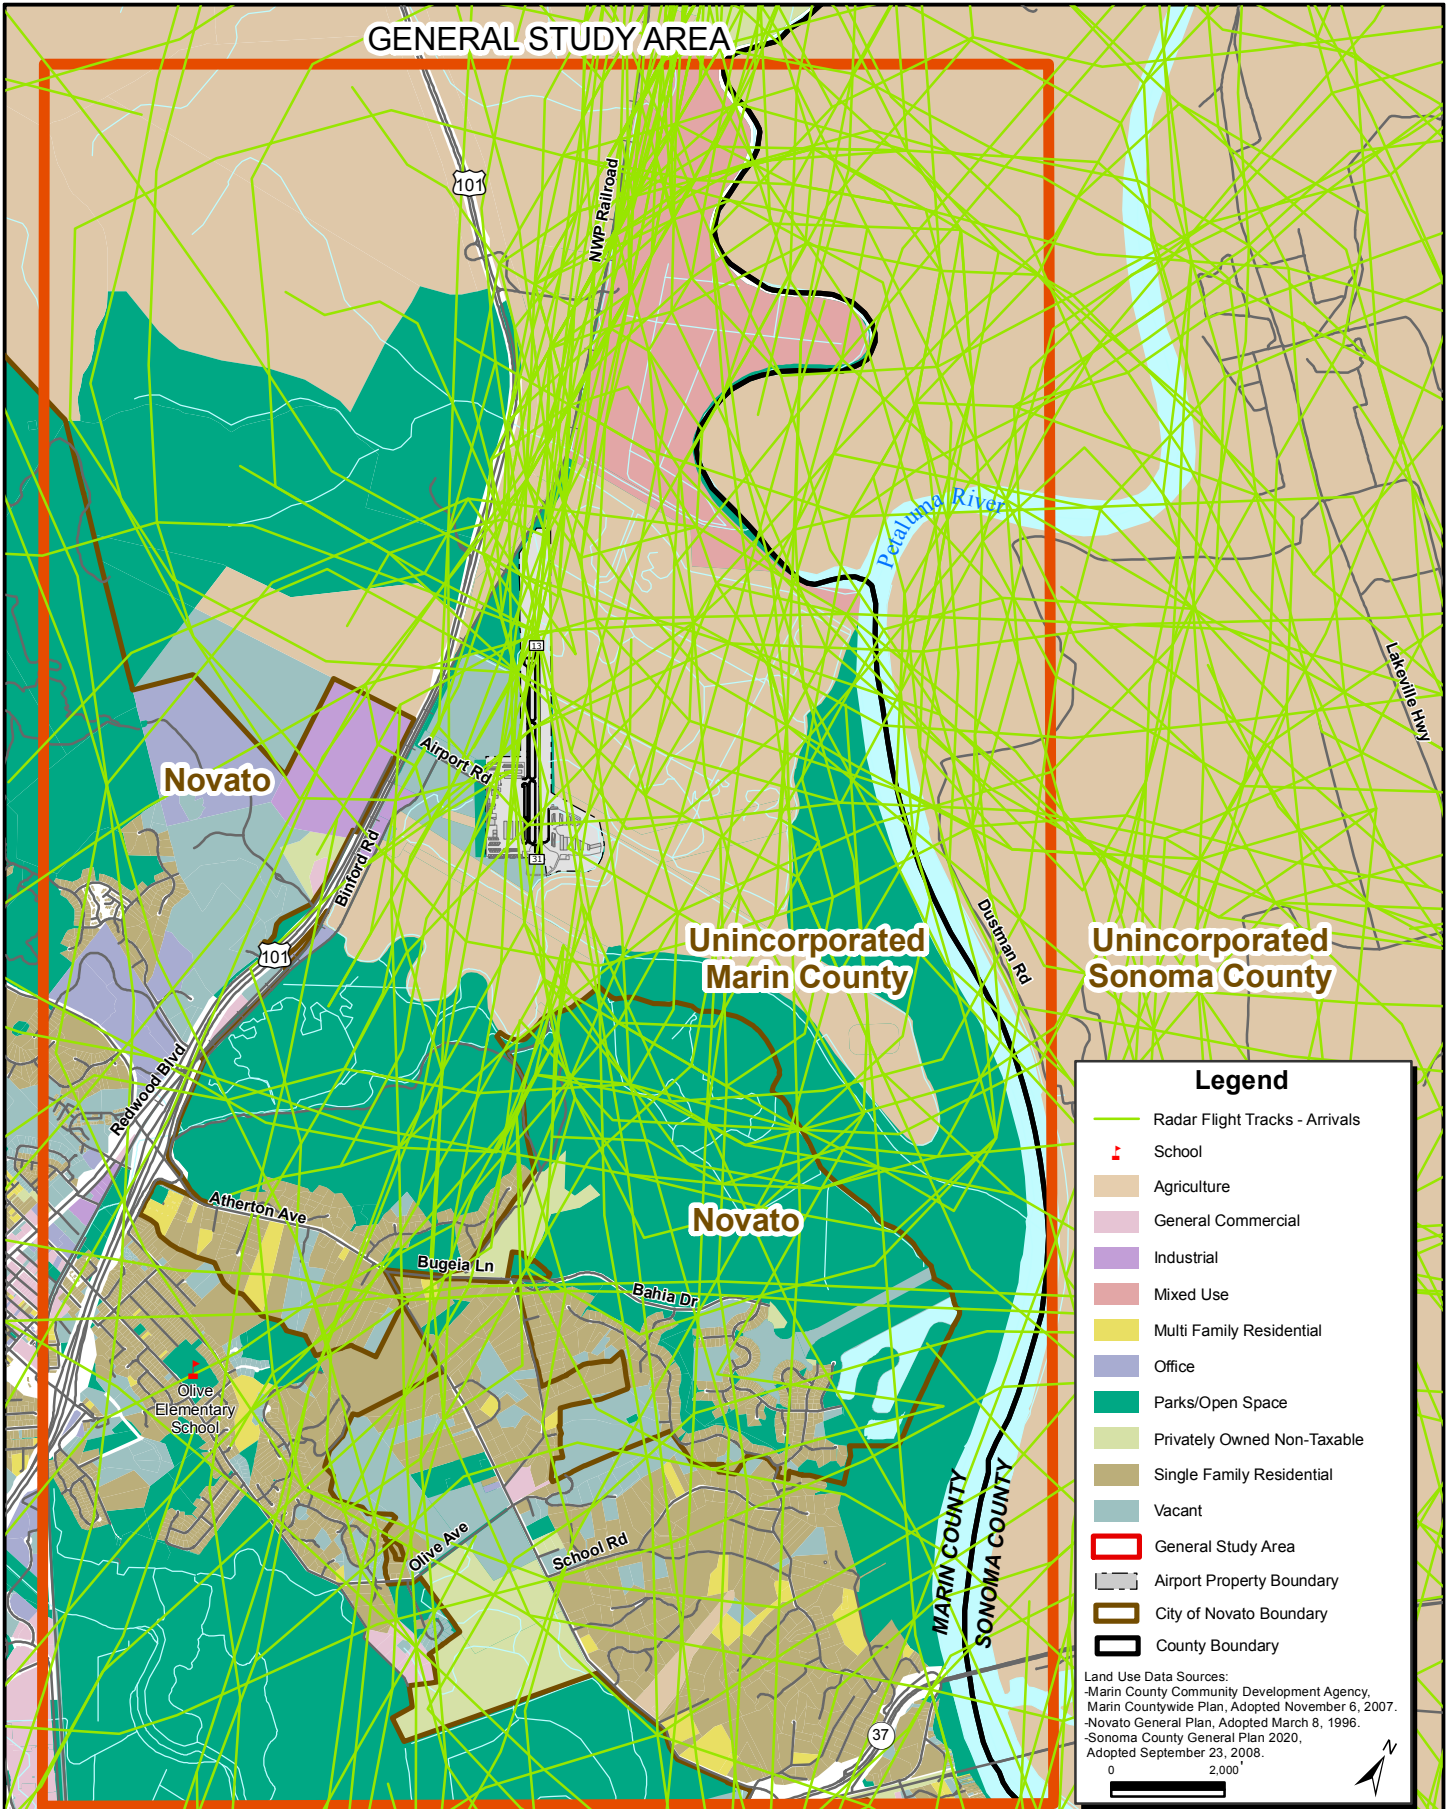 GENERAL STUDY AREA
101
NWP Railroad
Petaluma River
Lakeville Hwy
13
Airport Rd
Novato
31
Binford Rd
Dustman Rd
Unincorporated
Marin County
Unincorporated
Sonoma County
101
Redwood Blvd
Atherton Ave
Novato
Bugeia Ln
Bahia Dr
Olive
Elementary
School
Olive Ave
School Rd
MARIN COUNTY
SONOMA COUNTY
37
Legend
Radar Flight Tracks - Arrivals
School
Agriculture
General Commercial
Industrial
Mixed Use
Multi Family Residential
Office
Parks/Open Space
Privately Owned Non-Taxable
Single Family Residential
Vacant
General Study Area
Airport Property Boundary
City of Novato Boundary
County Boundary
Land Use Data Sources:
-Marin County Community Development Agency,
Marin Countywide Plan, Adopted November 6, 2007.
-Novato General Plan, Adopted March 8, 1996.
-Sonoma County General Plan 2020,
Adopted September 23, 2008.
0 2,000'
N